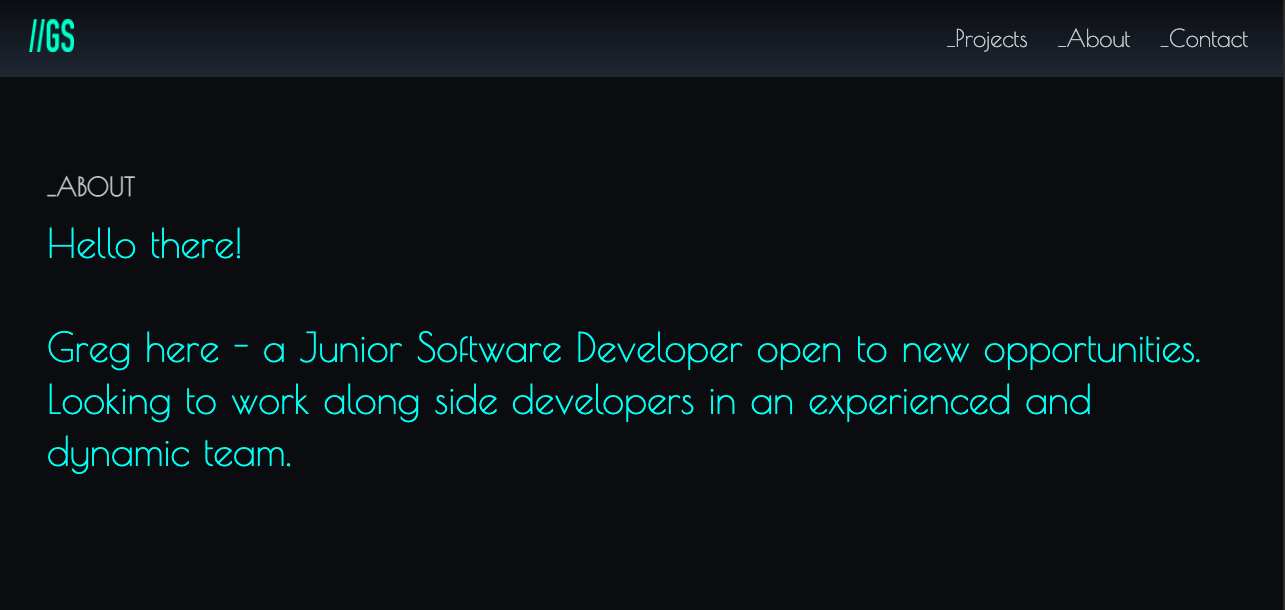 //GS
_Projects _About _Contact
_ABOUT
Hello there!
Greg here - a Junior Software Developer open to new opportunities.
Looking to work along side developers in an experienced and
dynamic team.